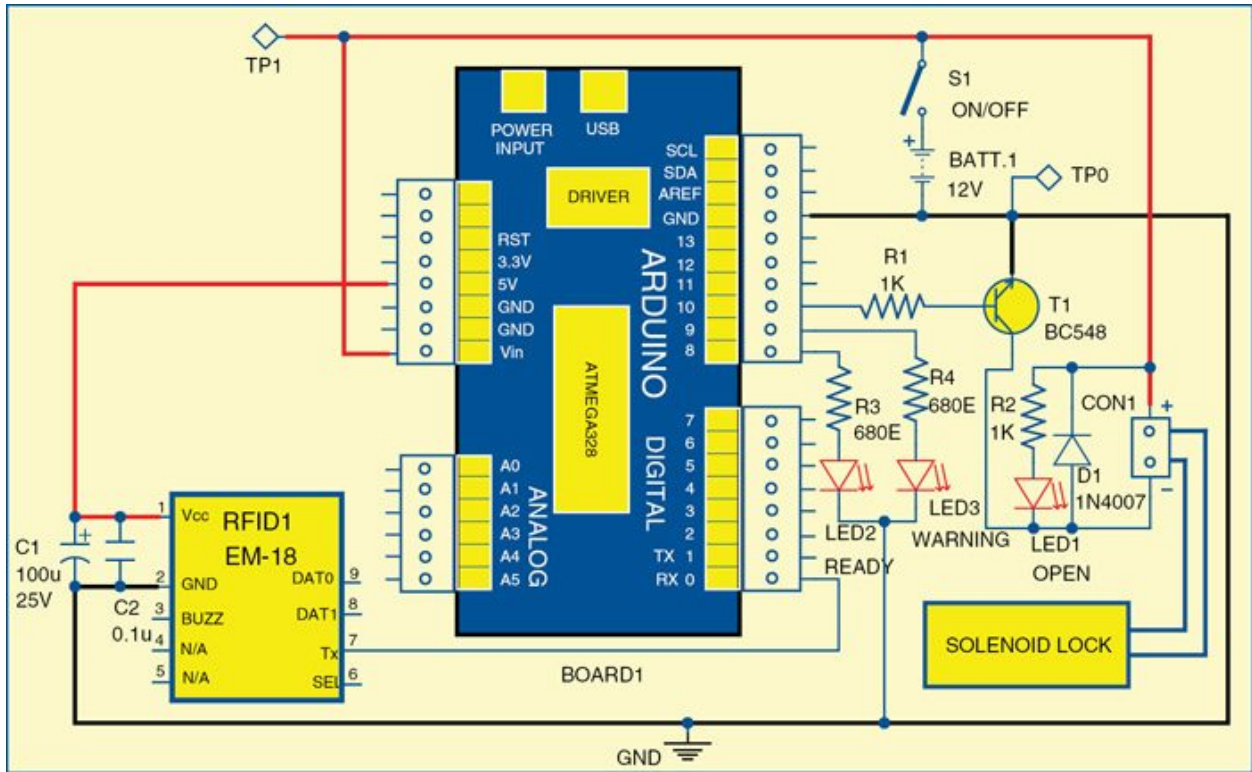 TP1
S1
ON/OFF
+
BATT.1
12V
TP0
POWER
INPUT
USB
DRIVER
ARDUINO
ATMEGA328
DIGITAL
ANALOG
RST
3.3V
5V
GND
GND
Vin
A0
A1
A2
A3
A4
A5
SCL
SDA
AREF
GND
13
12
11
10
9
8
7
6
5
4
3
2
TX 1
RX 0
R1
1K
T1
BC548
R3
680E
R4
680E
R2
1K
CON1
+
−
D1
1N4007
LED2
READY
LED3
WARNING
LED1
OPEN
SOLENOID LOCK
C1
100u
25V
+
C2
0.1u
RFID1
EM-18
1 Vcc
2 GND
3 BUZZ
4 N/A
5 N/A
DAT0 9
DAT1 8
Tx 7
SEL 6
BOARD1
GND